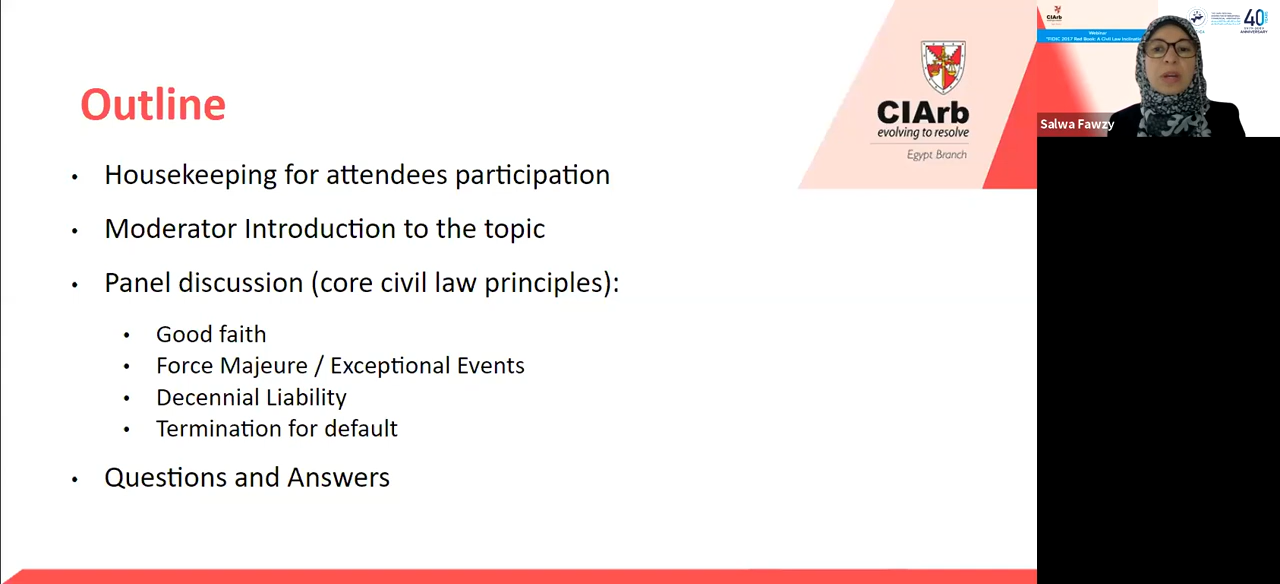 Outline
• Housekeeping for attendees participation
• Moderator Introduction to the topic
• Panel discussion (core civil law principles):
• Good faith
• Force Majeure / Exceptional Events
• Decennial Liability
• Termination for default
• Questions and Answers
CIArb
evolving to resolve
Egypt Branch
CIArb
Webinar
"FIDIC 2017 Red Book: A Civil Law
40
YEARS
ANNIVERSARY
Salwa Fawzy